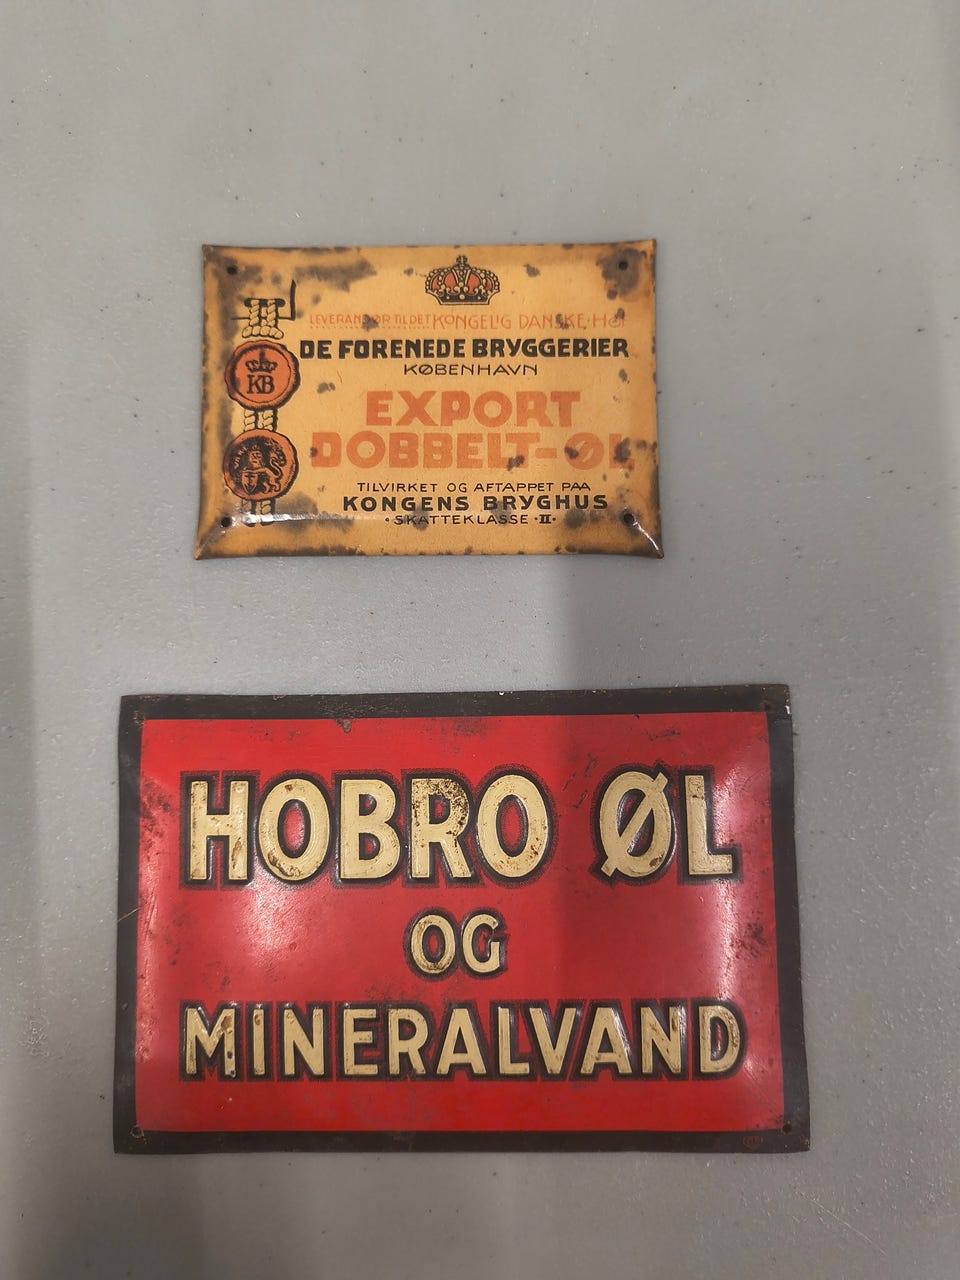 LEVERANDØR TIL DET KONGELIG DANSKE HOF
DE FORENEDE BRYGGERIER
KØBENHAVN
KB
EXPORT
DOBBELT-ØL
TILVIRKET OG AFTAPPET PAA
KONGENS BRYGHUS
·SKATTEKLASSE·II·
HOBRO ØL
OG
MINERALVAND